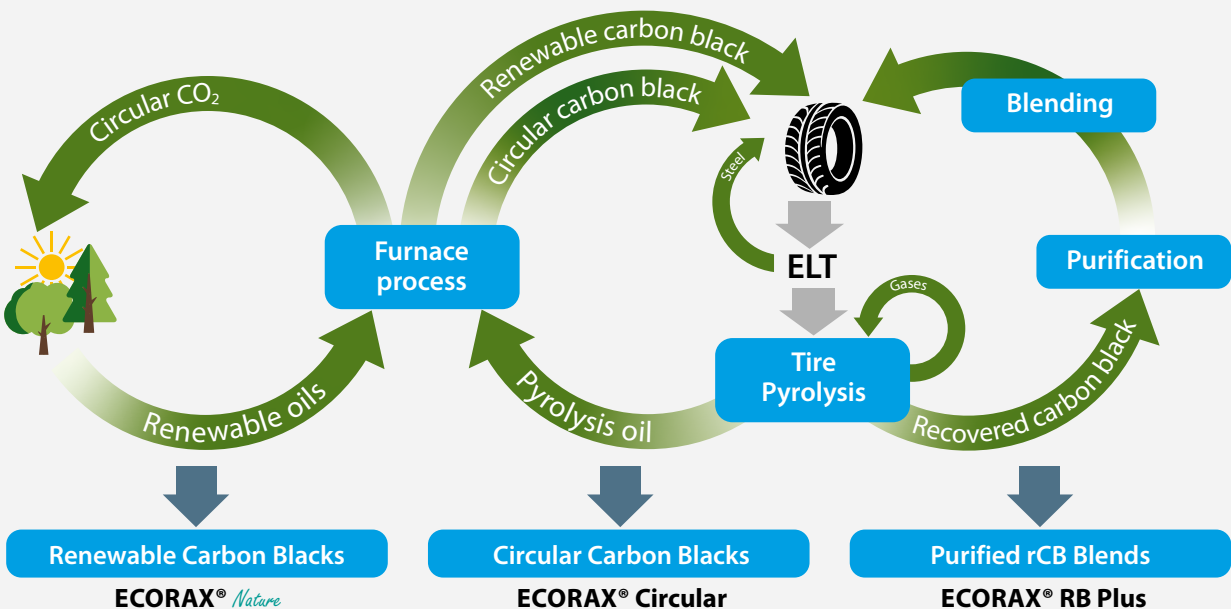 Circular CO₂
Renewable carbon black
Circular carbon black
Blending
Steel
Furnace
process
ELT
Purification
Gases
Tire
Pyrolysis
Renewable oils
Pyrolysis oil
Recovered carbon black
Renewable Carbon Blacks
Circular Carbon Blacks
Purified rCB Blends
ECORAX® Nature
ECORAX® Circular
ECORAX® RB Plus